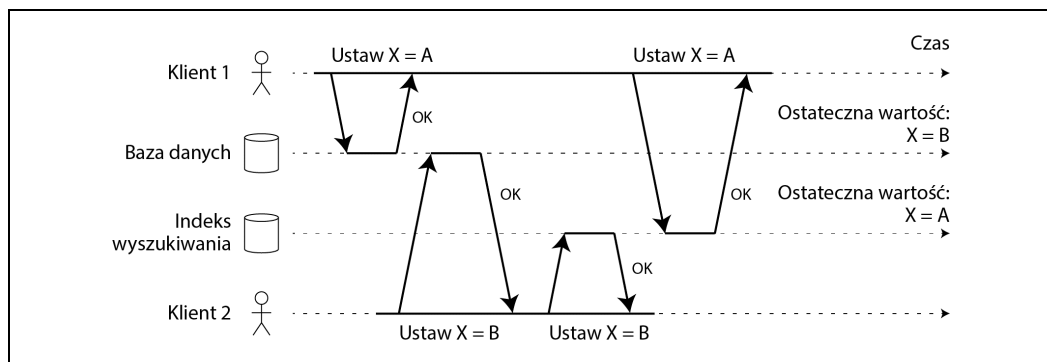 Czas
Ustaw X = A
Ustaw X = A
Klient 1
OK
Ostateczna wartość:
X = B
Baza danych
OK
OK
Ostateczna wartość:
X = A
Indeks
wyszukiwania
OK
Klient 2
Ustaw X = B
Ustaw X = B